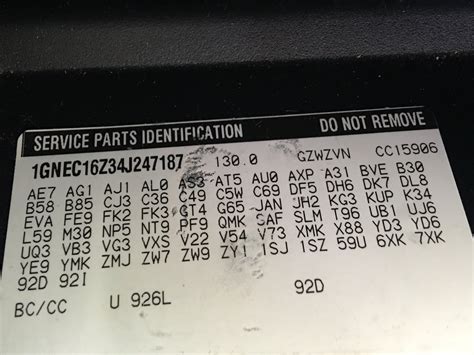 SERVICE PARTS IDENTIFICATION DO NOT REMOVE
1GNEC16Z34J247187 130.0 GZWZVN CC15906
AE7 AG1 AJ1 AL0 AS3 AT5 AU0 AXP A31 BVE B30
B58 B85 CJ3 C36 C49 C5W C69 DF5 DH6 DK7 DL8
EVA FE9 FK2 FK3 GT4 G65 JAN JH2 KG3 KUP K34
L59 M30 NP5 NT9 PF9 QMK SAF SLM T96 UB1 UJ6
UQ3 VB3 VG3 VXS V22 V54 V73 XMK X88 YD3 YD6
YE9 YMK ZMJ ZW7 ZW9 ZY1 1SJ 1SZ 59U 6XK 7XK
92D 92I
BC/CC U 926L 92D